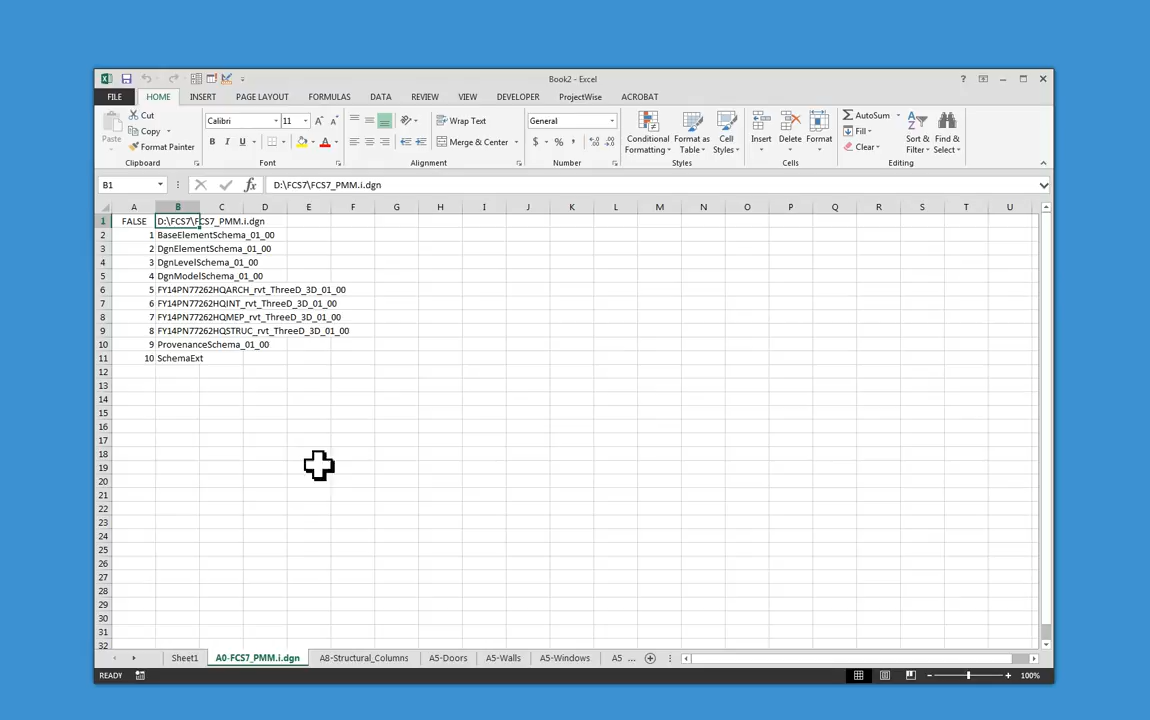 Book2 - Excel
?
FILE HOME INSERT PAGE LAYOUT FORMULAS DATA REVIEW VIEW DEVELOPER ProjectWise ACROBAT
Paste
Cut
Copy
Format Painter
Clipboard
Calibri 11
B I U A
Font
Wrap Text
Merge & Center
Alignment
General
$ % ,
Number
Conditional Formatting
Format as Table
Cell Styles
Styles
Insert Delete Format
Cells
AutoSum
Fill
Clear
Sort & Filter
Find & Select
Editing
B1 fx D:\FCS7\FCS7_PMM.i.dgn
A B C D E F G H I J K L M N O P Q R S T U
1 FALSE D:\FCS7\FCS7_PMM.i.dgn
2 1 BaseElementSchema_01_00
3 2 DgnElementSchema_01_00
4 3 DgnLevelSchema_01_00
5 4 DgnModelSchema_01_00
6 5 FY14PN77262HQARCH_rvt_ThreeD_3D_01_00
7 6 FY14PN77262HQINT_rvt_ThreeD_3D_01_00
8 7 FY14PN77262HQMEP_rvt_ThreeD_3D_01_00
9 8 FY14PN77262HQSTRUC_rvt_ThreeD_3D_01_00
10 9 ProvenanceSchema_01_00
11 10 SchemaExt
12
13
14
15
16
17
18
19
20
21
22
23
24
25
26
27
28
29
30
31
32
Sheet1 A0-FCS7_PMM.i.dgn A8-Structural_Columns A5-Doors A5-Walls A5-Windows A5 ...
READY 100%